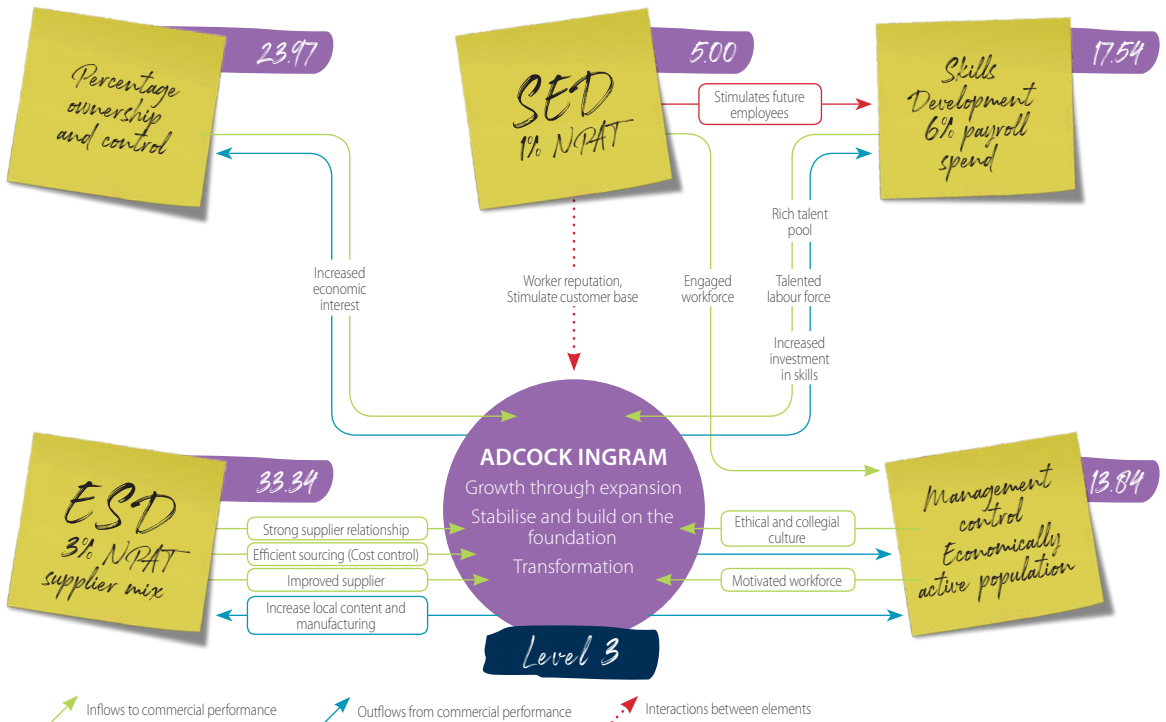 23.97
Percentage
ownership
and control
5.00
SED
1% NPAT
17.54
Skills
Development
6% payroll
spend
Stimulates future
employees
Rich talent
pool
Increased
economic
interest
Worker reputation,
Stimulate customer base
Engaged
workforce
Talented
labour force
Increased
investment
in skills
ADCOCK INGRAM
Growth through expansion
Stabilise and build on the
foundation
Transformation
Level 3
33.34
ESD
3% NPAT
supplier mix
Strong supplier relationship
Efficient sourcing (Cost control)
Improved supplier
Increase local content and
manufacturing
Ethical and collegial
culture
Motivated workforce
13.84
Management
control
Economically
active population
Inflows to commercial performance
Outflows from commercial performance
Interactions between elements